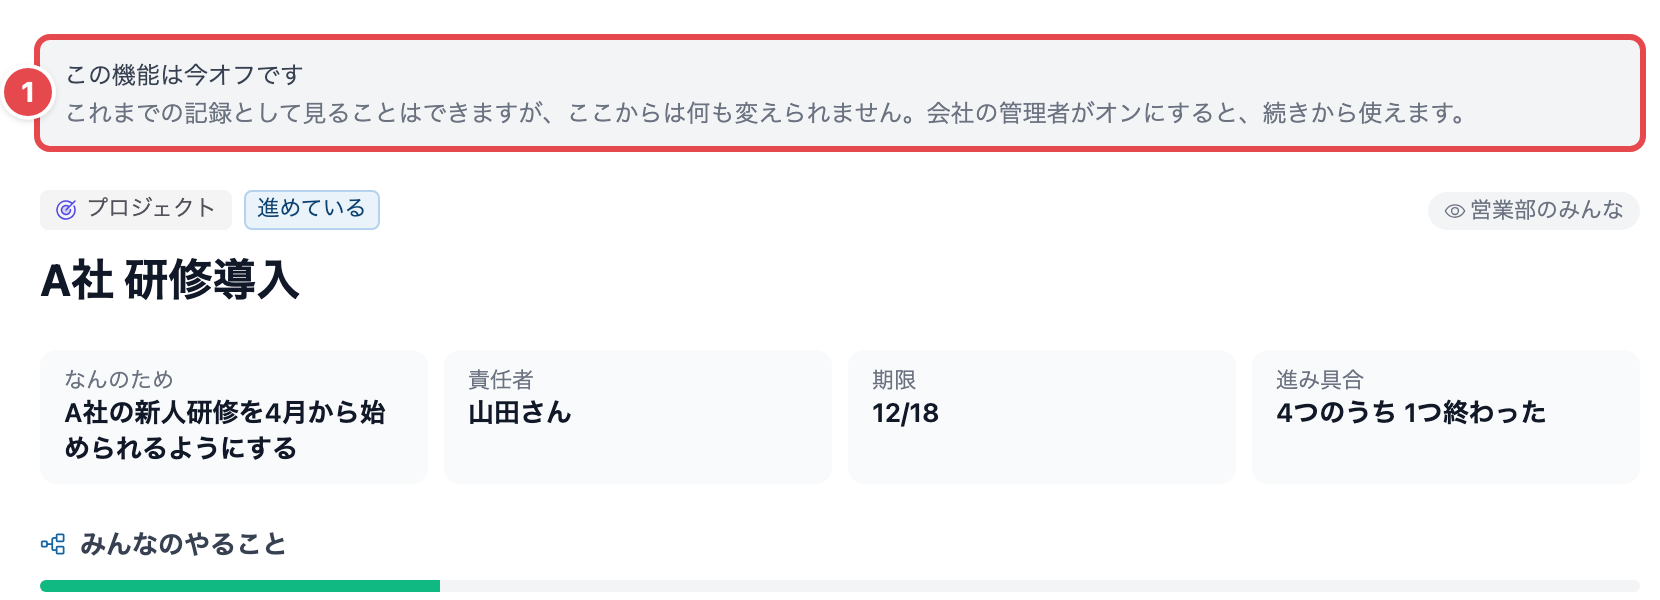 この機能は今オフです
1
これまでの記録として見ることはできますが、ここからは何も変えられません。会社の管理者がオンにすると、続きから使えます。
プロジェクト
進めている
営業部のみんな
A社 研修導入
なんのため
A社の新人研修を4月から始
められるようにする
責任者
山田さん
期限
12/18
進み具合
4つのうち 1つ終わった
みんなのやること